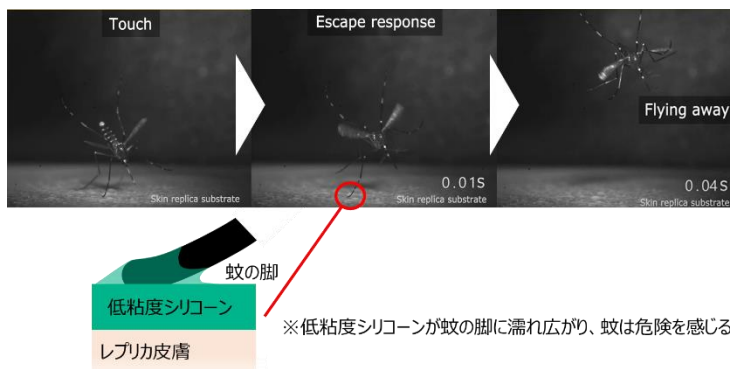 Touch
Escape response
Flying away
0.01S
0.04S
Skin replica substrate
Skin replica substrate
Skin replica substrate
蚊の脚
低粘度シリコーン
レプリカ皮膚
※低粘度シリコーンが蚊の脚に濡れ広がり、蚊は危険を感じる